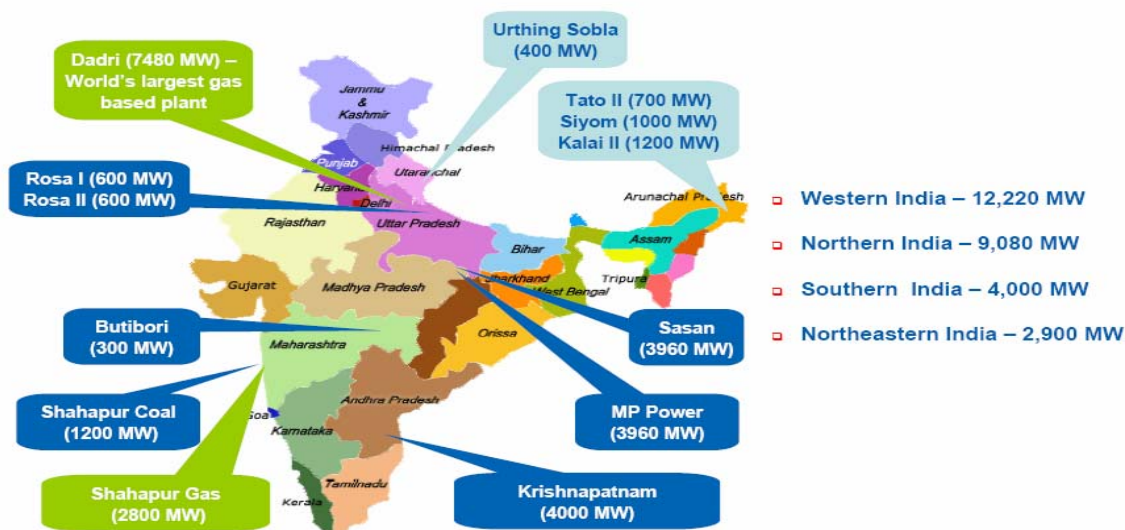 Urthing Sobla
(400 MW)
Dadri (7480 MW) –
World's largest gas
based plant
Tato II (700 MW)
Siyom (1000 MW)
Kalai II (1200 MW)
Jammu
&
Kashmir
Himachal Pradesh
Punjab
Utaranchal
Rosa I (600 MW)
Rosa II (600 MW)
Delhi
Rajasthan
Uttar Pradesh
Arunachal Pradesh
Assam
Bihar
Tripura
West Bengal
Gujarat
Madhya Pradesh
Butibori
(300 MW)
Sasan
(3960 MW)
Maharashtra
Orissa
Shahapur Coal
(1200 MW)
Andhra Pradesh
MP Power
(3960 MW)
Karnataka
Shahapur Gas
(2800 MW)
Tamilnadu
Kerala
Krishnapatnam
(4000 MW)
Western India – 12,220 MW
Northern India – 9,080 MW
Southern India – 4,000 MW
Northeastern India – 2,900 MW